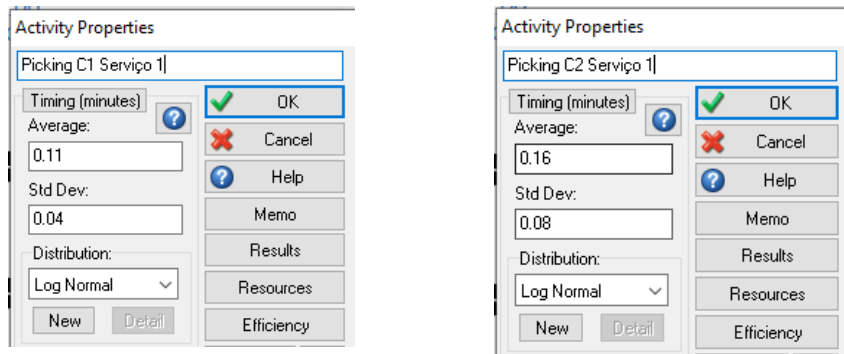 Activity Properties
Picking C1 Serviço 1
Timing (minutes)
OK
Average:
Cancel
0.11
Help
Std Dev:
0.04
Memo
Distribution:
Results
Log Normal
Resources
New
Detail
Efficiency
Activity Properties
Picking C2 Serviço 1
Timing (minutes)
OK
Average:
Cancel
0.16
Help
Std Dev:
0.08
Memo
Distribution:
Results
Log Normal
Resources
New
Detail
Efficiency